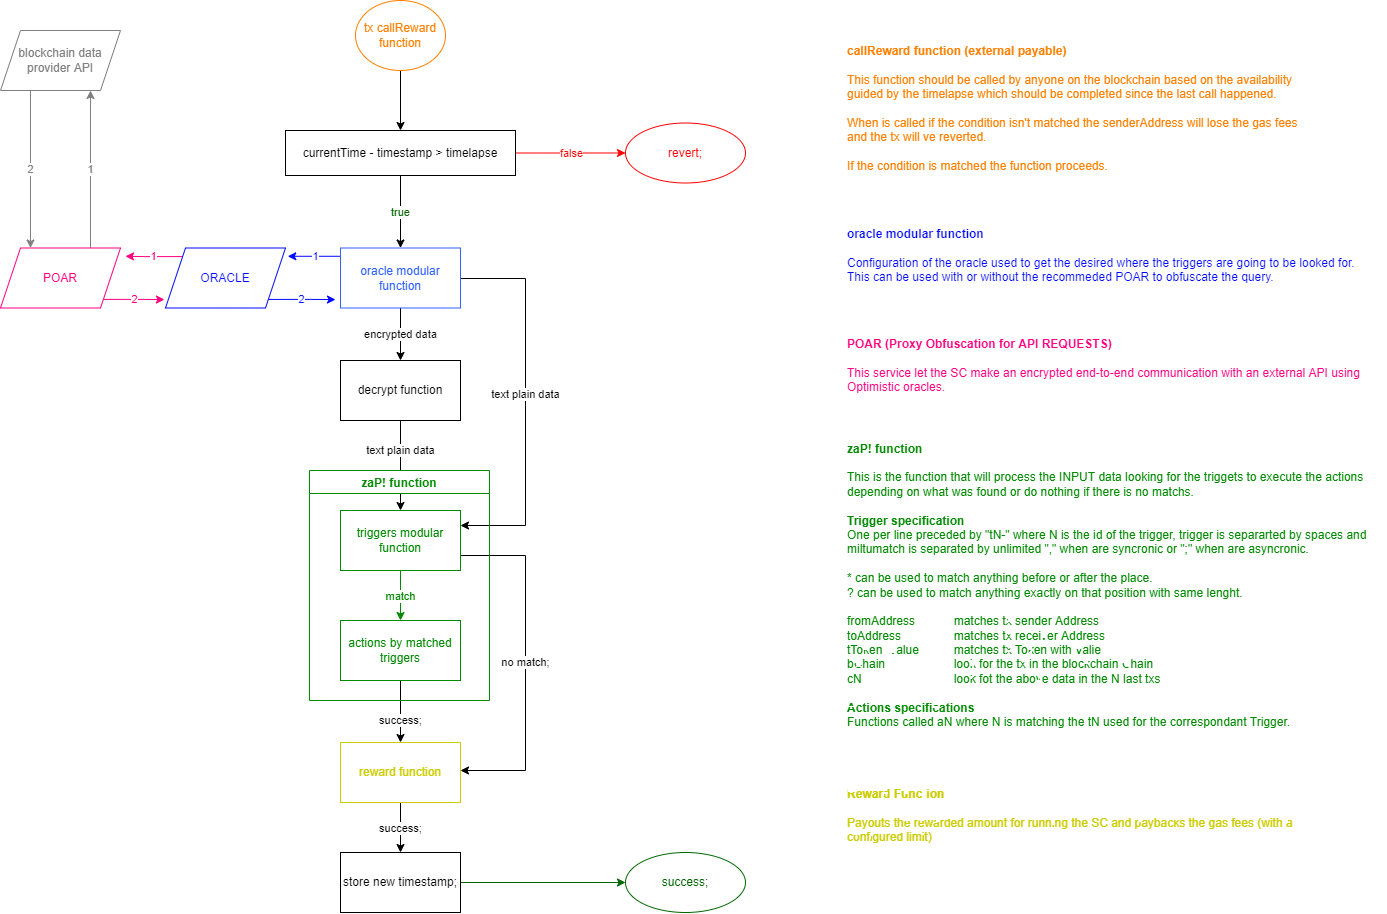 tx callReward
function
blockchain data
provider API
currentTime - timestamp > timelapse
false
revert;
2
1
true
POAR
1
2
ORACLE
1
2
oracle modular
function
encrypted data
decrypt function
text plain data
text plain data
zaP! function
triggers modular
function
match
actions by matched
triggers
no match;
success;
reward function
success;
store new timestamp;
success;
callReward function (external payable)
This function should be called by anyone on the blockchain based on the availability
guided by the timelapse which should be completed since the last call happened.
When is called if the condition isn't matched the senderAddress will lose the gas fees
and the tx will ve reverted.
If the condition is matched the function proceeds.
oracle modular function
Configuration of the oracle used to get the desired where the triggers are going to be looked for.
This can be used with or without the recommeded POAR to obfuscate the query.
POAR (Proxy Obfuscation for API REQUESTS)
This service let the SC make an encrypted end-to-end communication with an external API using
Optimistic oracles.
zaP! function
This is the function that will process the INPUT data looking for the triggets to execute the actions
depending on what was found or do nothing if there is no matchs.
Trigger specification
One per line preceded by "tN-" where N is the id of the trigger, trigger is separarted by spaces and
miltumatch is separated by unlimited "," when are syncronic or ";" when are asyncronic.
* can be used to match anything before or after the place.
? can be used to match anything exactly on that position with same lenght.
fromAddress matches tx sender Address
toAddress matches tx receiver Address
tToken matches tx Token with valie
bChain look for the tx in the blockchain Chain
cN look fot the above data in the N last txs
Actions specifications
Functions called aN where N is matching the tN used for the correspondant Trigger.
Reward Function
Payouts the rewarded amount for running the SC and paybacks the gas fees (with a
configured limit)